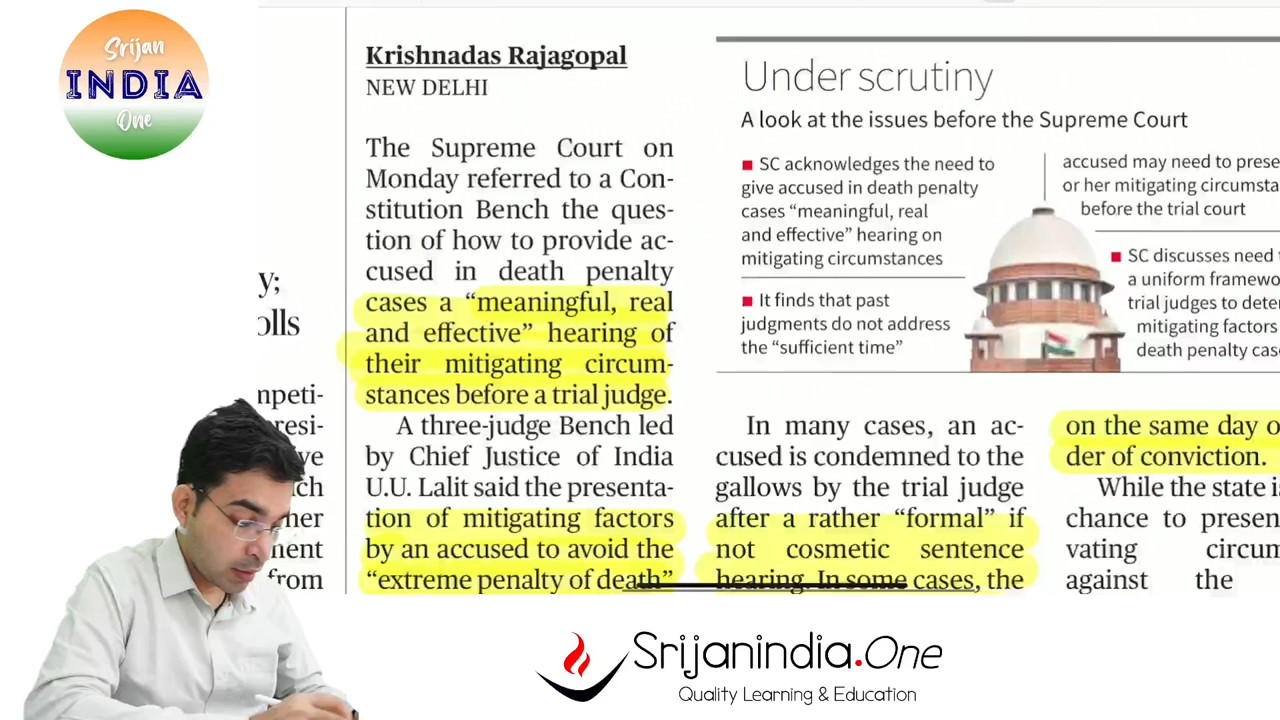 Srijan
INDIA
One
y;
olls
mpeti-
from
Krishnadas Rajagopal
NEW DELHI
The Supreme Court on
Monday referred to a Con-
stitution Bench the ques-
tion of how to provide ac-
cused in death penalty
cases a “meaningful, real
and effective” hearing of
their mitigating circum-
stances before a trial judge.
A three-judge Bench led
by Chief Justice of India
U.U. Lalit said the presenta-
tion of mitigating factors
by an accused to avoid the
“extreme penalty of death”
Under scrutiny
A look at the issues before the Supreme Court
■ SC acknowledges the need to
give accused in death penalty
cases “meaningful, real
and effective” hearing on
mitigating circumstances
■ It finds that past
judgments do not address
the “sufficient time”
accused may need to prese
or her mitigating circumsta
before the trial court
■ SC discusses need
a uniform framewo
trial judges to dete
mitigating factors
death penalty cas
In many cases, an ac-
cused is condemned to the
gallows by the trial judge
after a rather “formal” if
not cosmetic sentence
hearing. In some cases, the
on the same day o
der of conviction.
While the state i
chance to presen
vating circum
against the
Srijanindia.One
Quality Learning & Education